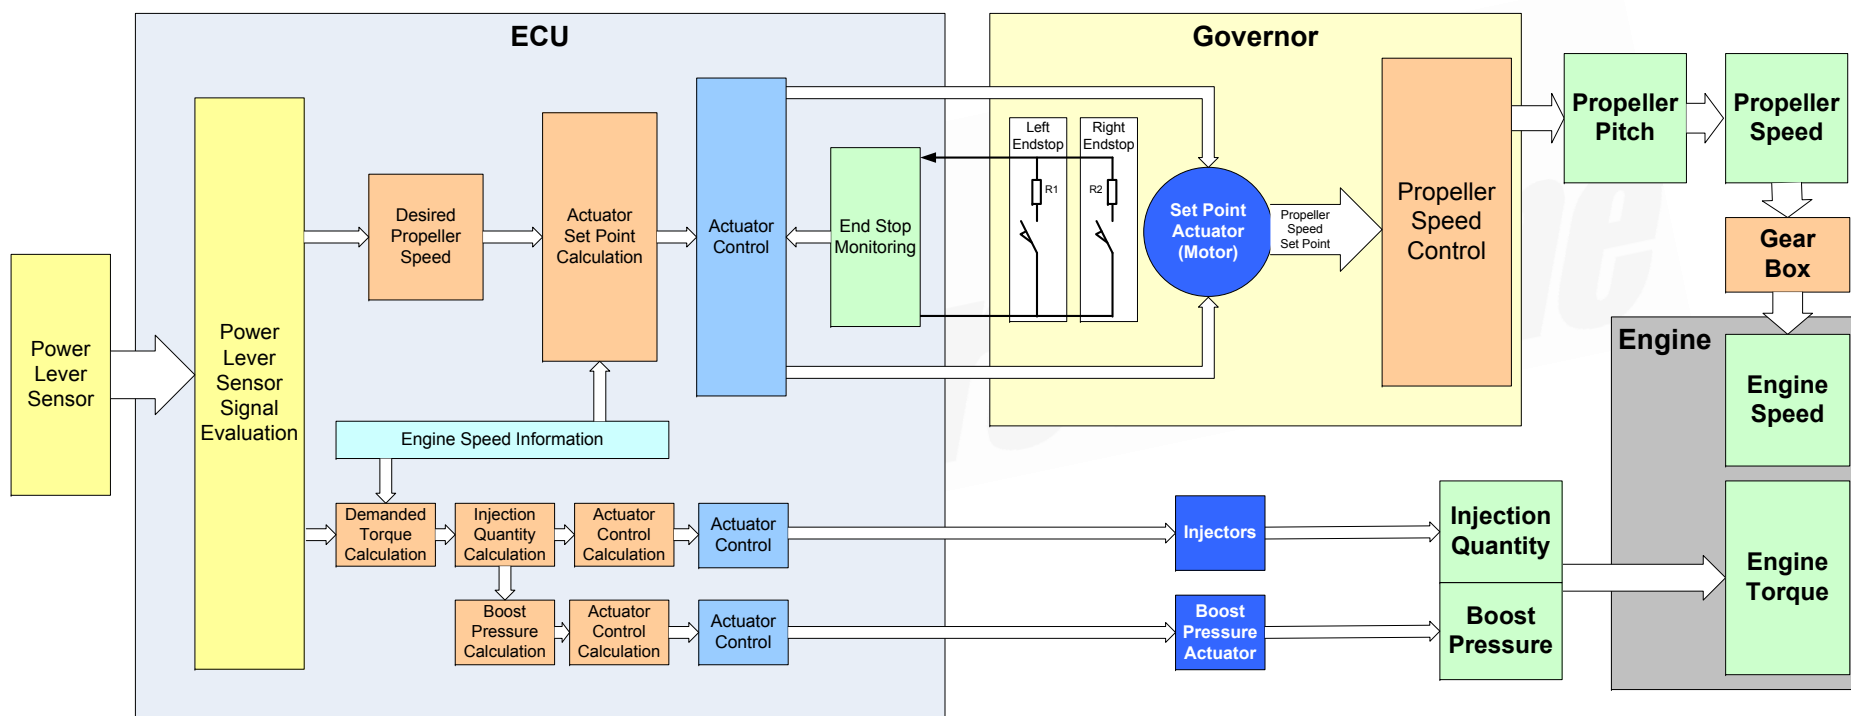 ECU
Governor
Power
Lever
Sensor
Power
Lever
Sensor
Signal
Evaluation
Desired
Propeller
Speed
Actuator
Set Point
Calculation
Actuator
Control
End Stop
Monitoring
Left
Endstop
R1
Right
Endstop
R2
Set Point
Actuator
(Motor)
Propeller
Speed
Set Point
Propeller
Speed
Control
Propeller
Pitch
Propeller
Speed
Gear
Box
Engine
Engine
Speed
Engine
Torque
Engine Speed Information
Demanded
Torque
Calculation
Injection
Quantity
Calculation
Actuator
Control
Calculation
Actuator
Control
Injectors
Injection
Quantity
Boost
Pressure
Calculation
Actuator
Control
Calculation
Actuator
Control
Boost
Pressure
Actuator
Boost
Pressure